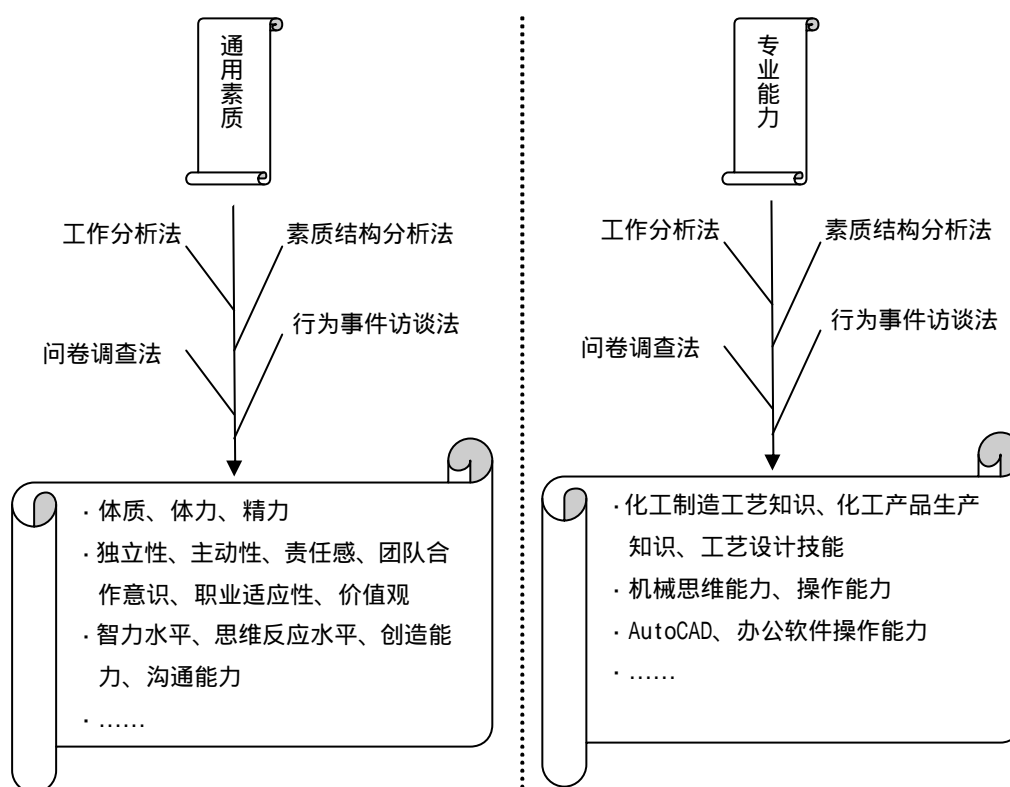 通用素质
工作分析法
素质结构分析法
行为事件访谈法
问卷调查法
· 体质、体力、精力
· 独立性、主动性、责任感、团队合
作意识、职业适应性、价值观
· 智力水平、思维反应水平、创造能
力、沟通能力
· ……
专业能力
工作分析法
素质结构分析法
行为事件访谈法
问卷调查法
· 化工制造工艺知识、化工产品生产
知识、工艺设计技能
· 机械思维能力、操作能力
· AutoCAD、办公软件操作能力
· ……